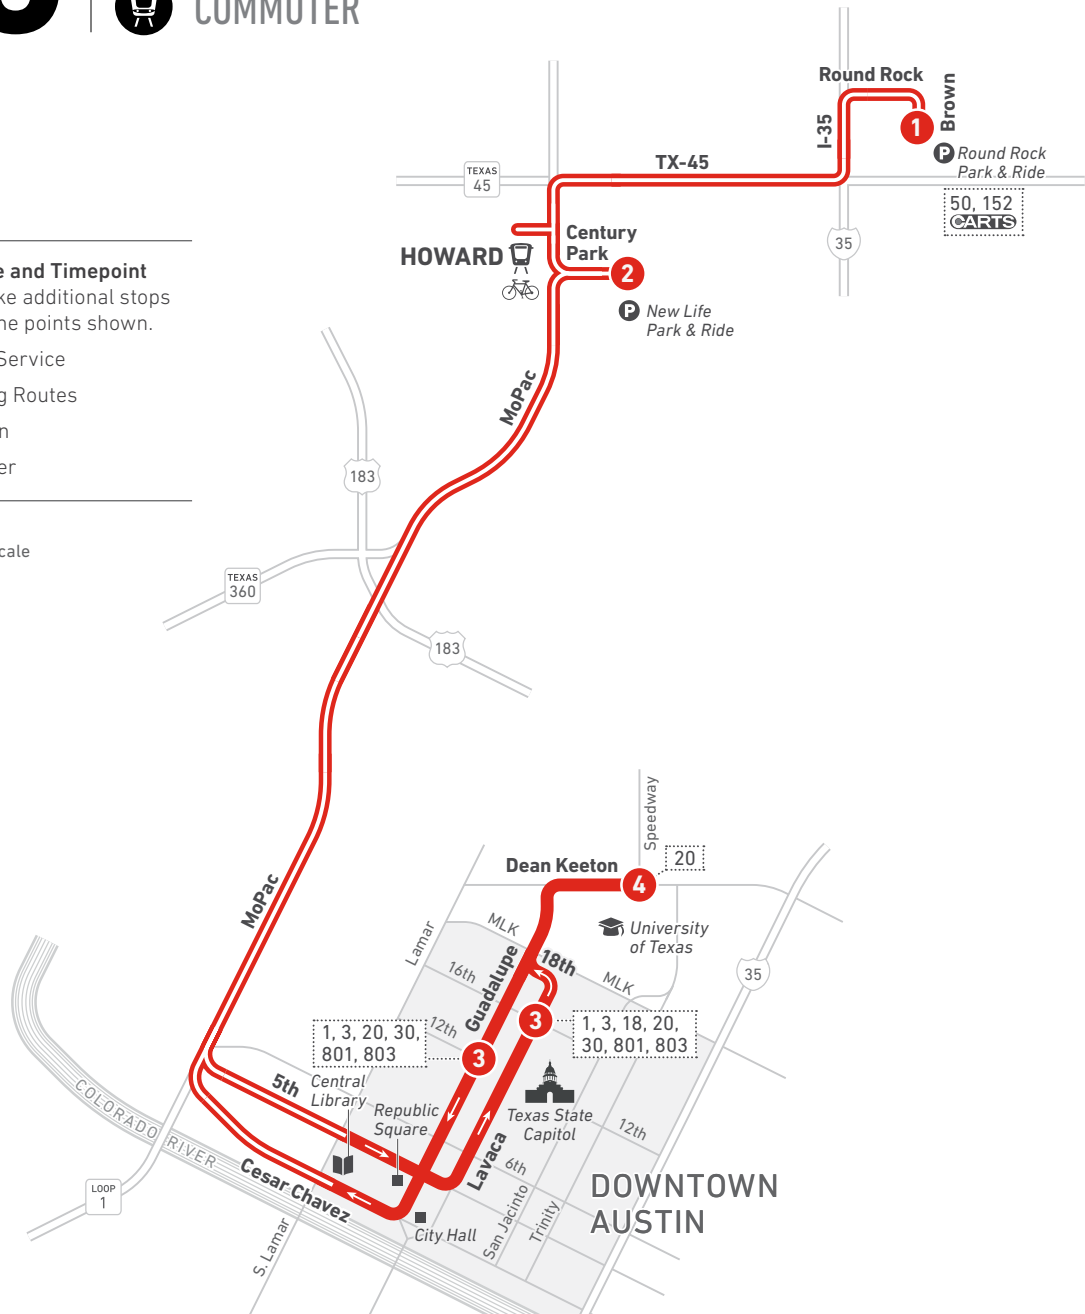 COMMUTER
Round Rock
Brown
1
I-35
P Round Rock
Park & Ride
TX-45
TEXAS
45
50, 152
CARTS
35
Century
Park
HOWARD
2
P New Life
Park & Ride
and Timepoint
additional stops
points shown.
Service
Routes
MoPac
183
TEXAS
360
183
Speedway
20
Dean Keeton
4
MoPac
University
of Texas
MLK
Lamar
18th
Guadalupe
16th
MLK
35
12th
3
1, 3, 18, 20,
30, 801, 803
1, 3, 20, 30,
801, 803
3
5th
Central
Library
Republic
Square
Texas State
Capitol
12th
COLORADO RIVER
Lavaca
6th
Cesar Chavez
DOWNTOWN
AUSTIN
LOOP
1
San Jacinto
Trinity
City Hall
S. Lamar